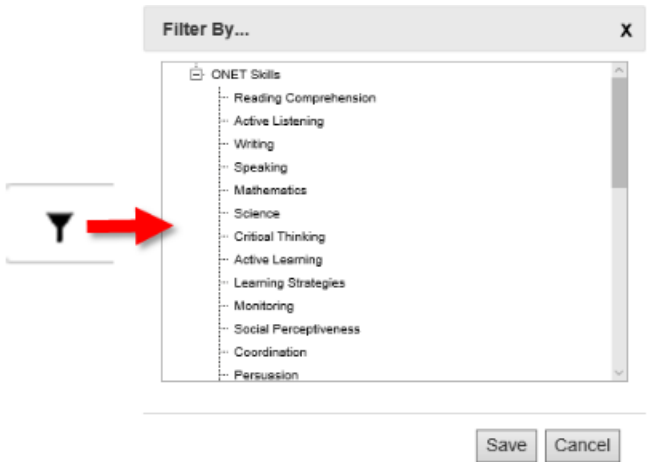 Filter By...
X
ONET Skills
Reading Comprehension
Active Listening
Writing
Speaking
Mathematics
Science
Critical Thinking
Active Learning
Learning Strategies
Monitoring
Social Perceptiveness
Coordination
Persuasion
Save
Cancel